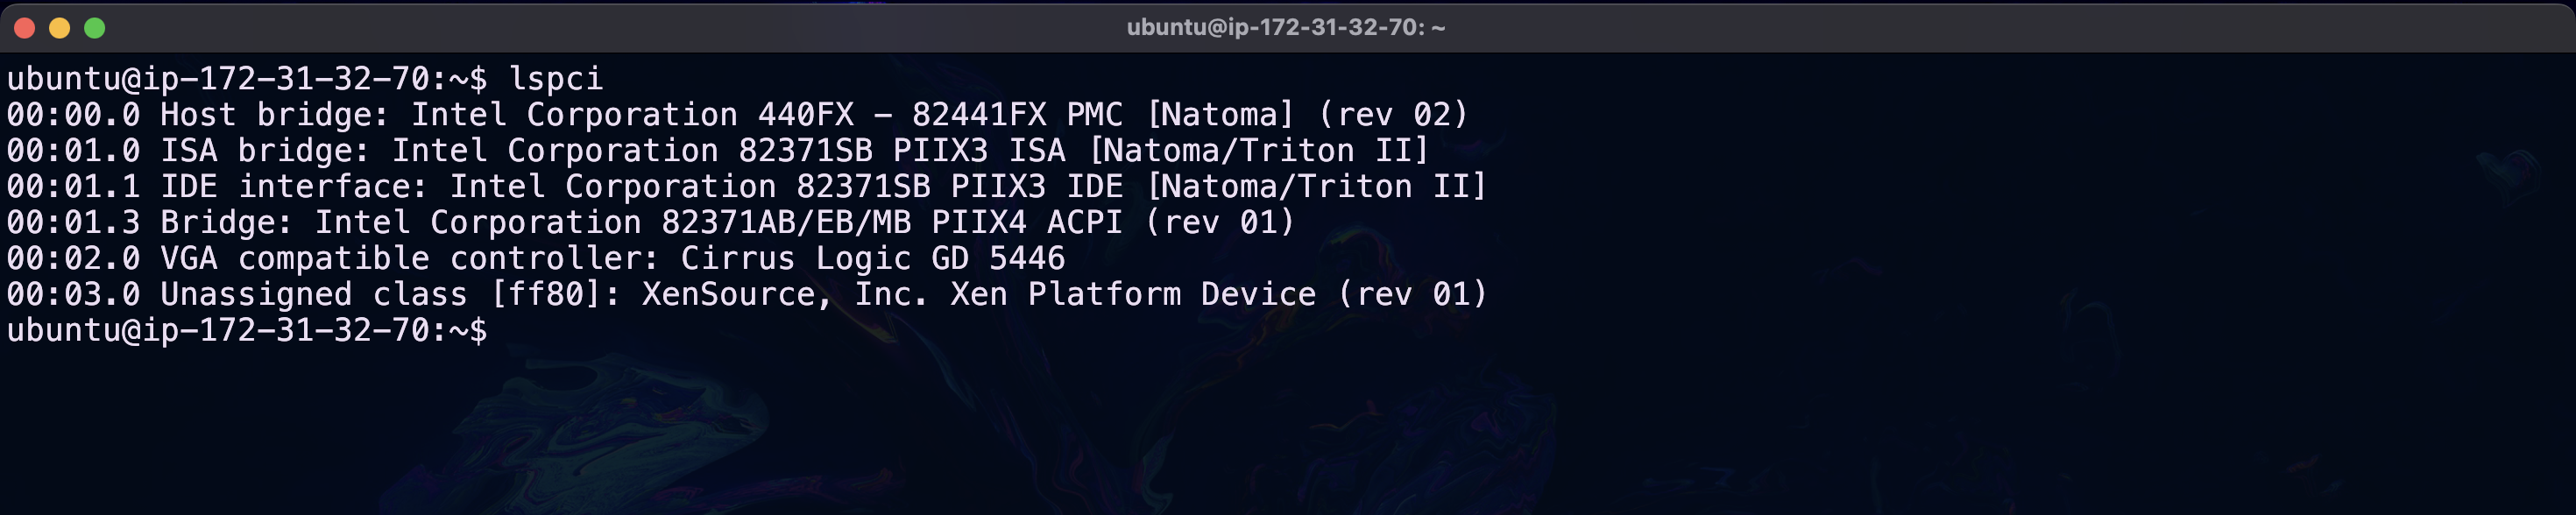 ubuntu@ip-172-31-32-70: ~
ubuntu@ip-172-31-32-70:~$ lspci
00:00.0 Host bridge: Intel Corporation 440FX - 82441FX PMC [Natoma] (rev 02)
00:01.0 ISA bridge: Intel Corporation 82371SB PIIX3 ISA [Natoma/Triton II]
00:01.1 IDE interface: Intel Corporation 82371SB PIIX3 IDE [Natoma/Triton II]
00:01.3 Bridge: Intel Corporation 82371AB/EB/MB PIIX4 ACPI (rev 01)
00:02.0 VGA compatible controller: Cirrus Logic GD 5446
00:03.0 Unassigned class [ff80]: XenSource, Inc. Xen Platform Device (rev 01)
ubuntu@ip-172-31-32-70:~$